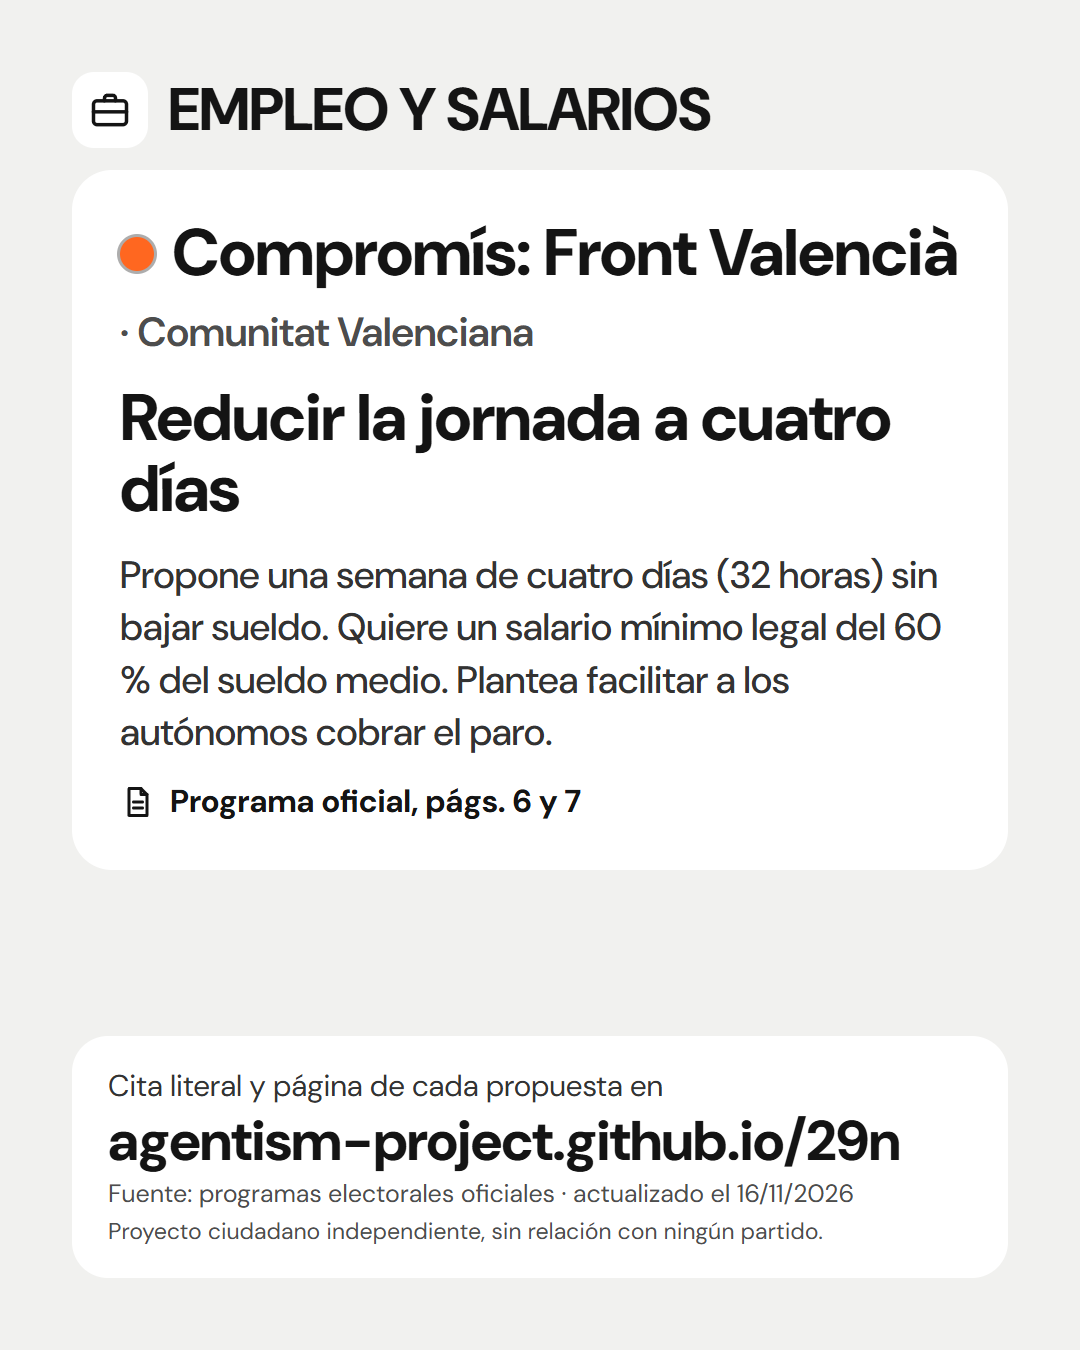 EMPLEO Y SALARIOS
Compromís: Front Valencià
· Comunitat Valenciana
Reducir la jornada a cuatro
días
Propone una semana de cuatro días (32 horas) sin
bajar sueldo. Quiere un salario mínimo legal del 60
% del sueldo medio. Plantea facilitar a los
autónomos cobrar el paro.
Programa oficial, págs. 6 y 7
Cita literal y página de cada propuesta en
agentism-project.github.io/29n
Fuente: programas electorales oficiales · actualizado el 16/11/2026
Proyecto ciudadano independiente, sin relación con ningún partido.